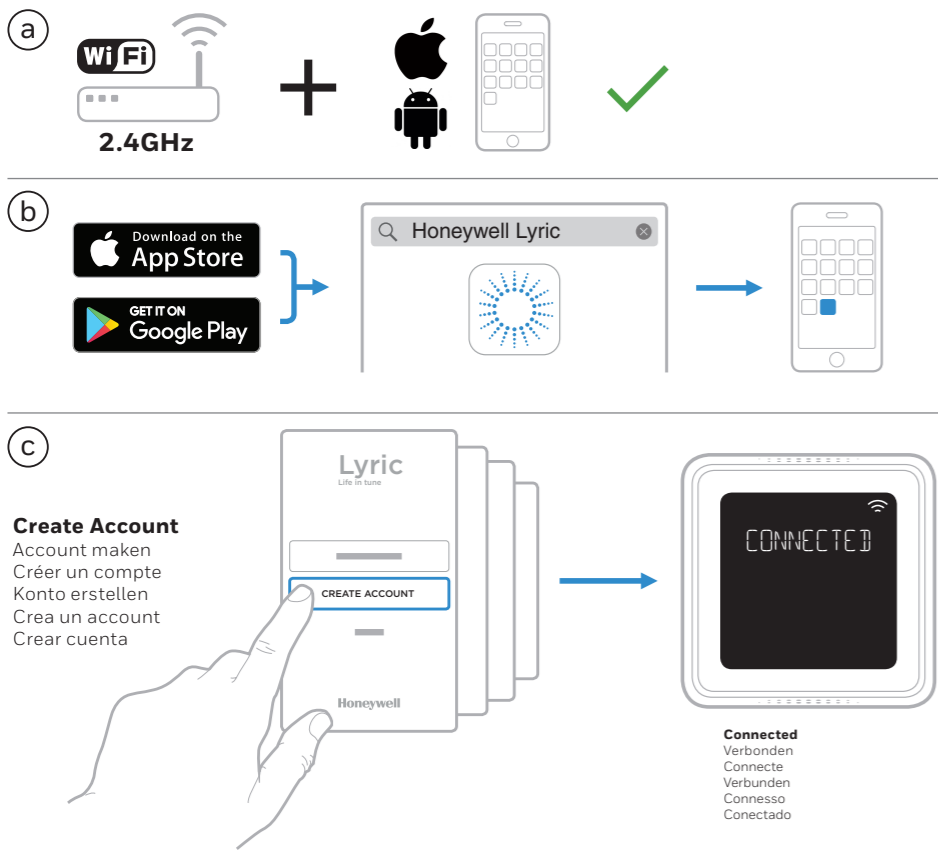 a
WiFi
2.4GHz
b
Download on the
App Store
GET IT ON
Google Play
Honeywell Lyric
c
Create Account
Account maken
Créer un compte
Konto erstellen
Crea un account
Crear cuenta
Lyric
Life in tune
CREATE ACCOUNT
Honeywell
CONNECTED
Connected
Verbonden
Connecte
Verbunden
Connesso
Conectado